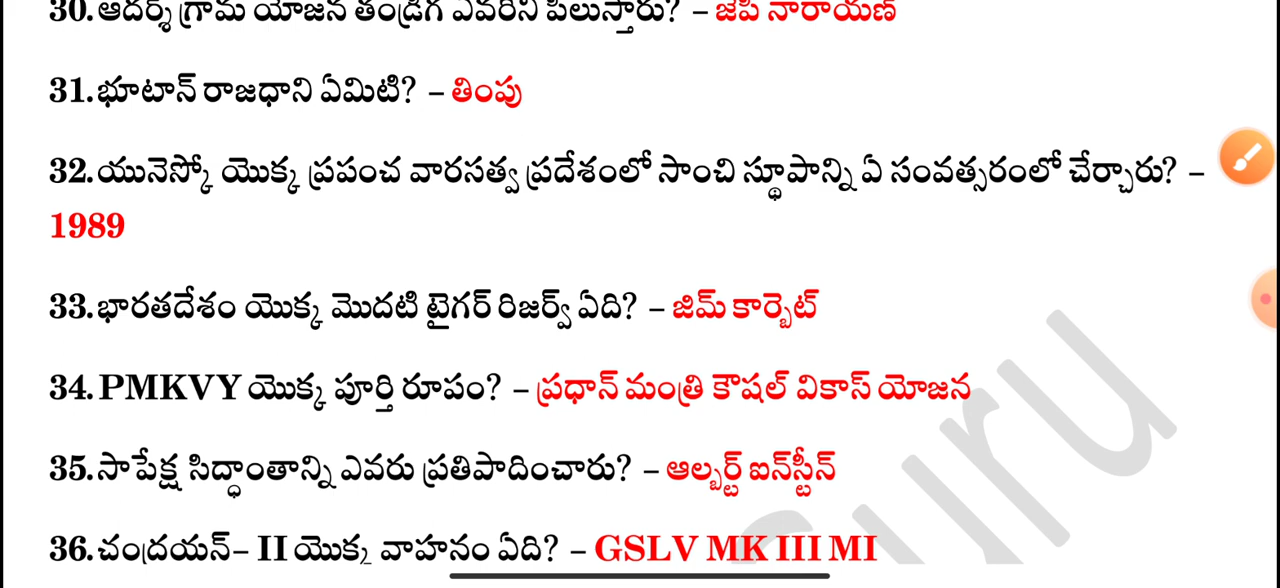 30.ఆదర్శ్ గ్రామ యోజన తండ్రిగ ఎవరిని పిలుస్తారు? – జేపీ నారాయణ్
31.భూటాన్ రాజధాని ఏమిటి? – తింపు
32.యునెస్కో యొక్క ప్రపంచ వారసత్వ ప్రదేశంలో సాంచి స్థూపాన్ని ఏ సంవత్సరంలో చేర్చారు? –
1989
33.భారతదేశం యొక్క మొదటి టైగర్ రిజర్వ్ ఏది? – జిమ్ కార్బెట్
34.PMKVY యొక్క పూర్తి రూపం? – ప్రధాన్ మంత్రి కౌషల్ వికాస్ యోజన
35.సాపేక్ష సిద్ధాంతాన్ని ఎవరు ప్రతిపాదించారు? – ఆల్బర్ట్ ఐన్‌స్టీన్
36.చంద్రయన్– II యొక్క వాహనం ఏది? – GSLV MK III MI